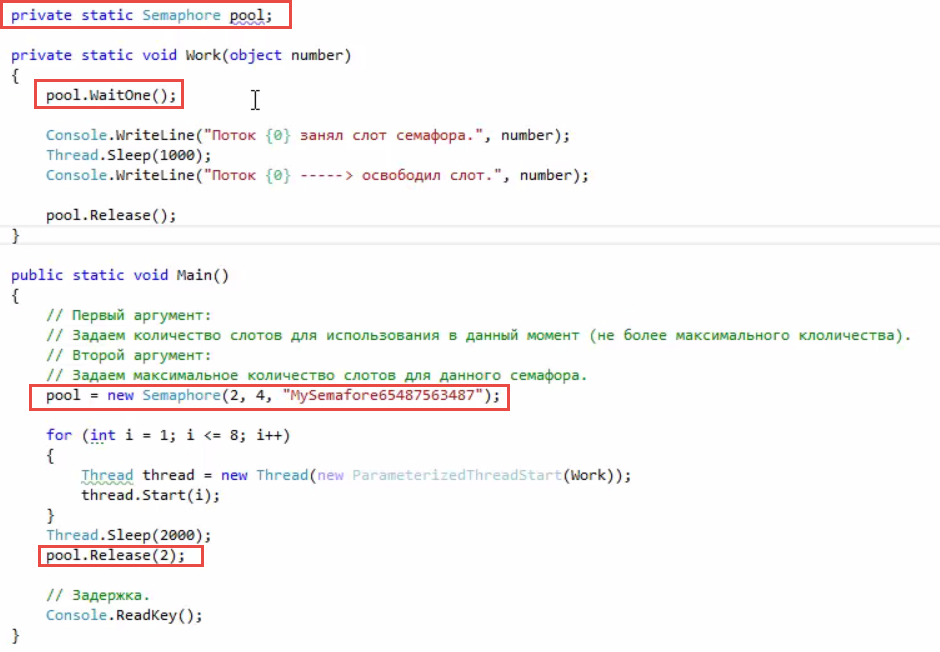 private static Semaphore pool;
private static void Work(object number)
{
pool.WaitOne();
Console.WriteLine("Поток {0} занял слот семафора.", number);
Thread.Sleep(1000);
Console.WriteLine("Поток {0} -----> освободил слот.", number);
pool.Release();
}
public static void Main()
{
// Первый аргумент:
// Задаем количество слотов для использования в данный момент (не более максимального клоличества).
// Второй аргумент:
// Задаем максимальное количество слотов для данного семафора.
pool = new Semaphore(2, 4, "MySemafore65487563487");
for (int i = 1; i <= 8; i++)
{
Thread thread = new Thread(new ParameterizedThreadStart(Work));
thread.Start(i);
}
Thread.Sleep(2000);
pool.Release(2);
// Задержка.
Console.ReadKey();
}